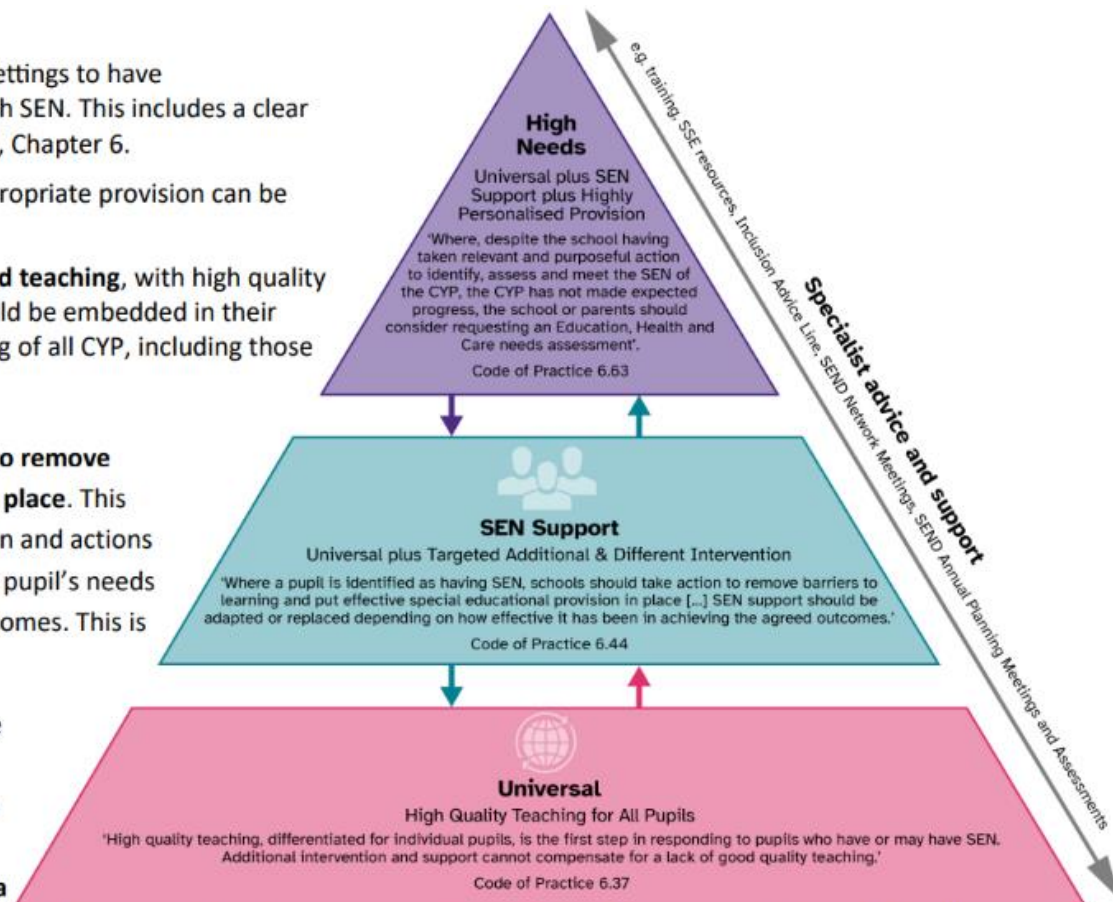 ettings to have
h SEN. This includes a clear
, Chapter 6.
propriate provision can be
d teaching, with high quality
ld be embedded in their
g of all CYP, including those
o remove
place. This
n and actions
pupil's needs
comes. This is
a
High
Needs
Universal plus SEN
Support plus Highly
Personalised Provision
'Where, despite the school having
taken relevant and purposeful action
to identify, assess and meet the SEN of
the CYP, the CYP has not made expected
progress, the school or parents should
consider requesting an Education, Health and
Care needs assessment'.
Code of Practice 6.63
SEN Support
Universal plus Targeted Additional & Different Intervention
'Where a pupil is identified as having SEN, schools should take action to remove barriers to
learning and put effective special educational provision in place [...] SEN support should be
adapted or replaced depending on how effective it has been in achieving the agreed outcomes.'
Code of Practice 6.44
Universal
High Quality Teaching for All Pupils
'High quality teaching, differentiated for individual pupils, is the first step in responding to pupils who have or may have SEN.
Additional intervention and support cannot compensate for a lack of good quality teaching.'
Code of Practice 6.37
Specialist advice and support
e.g. training, SSE resources, Inclusion Advice Line, SEND Network Meetings, SEND Annual Planning Meetings and Assessments